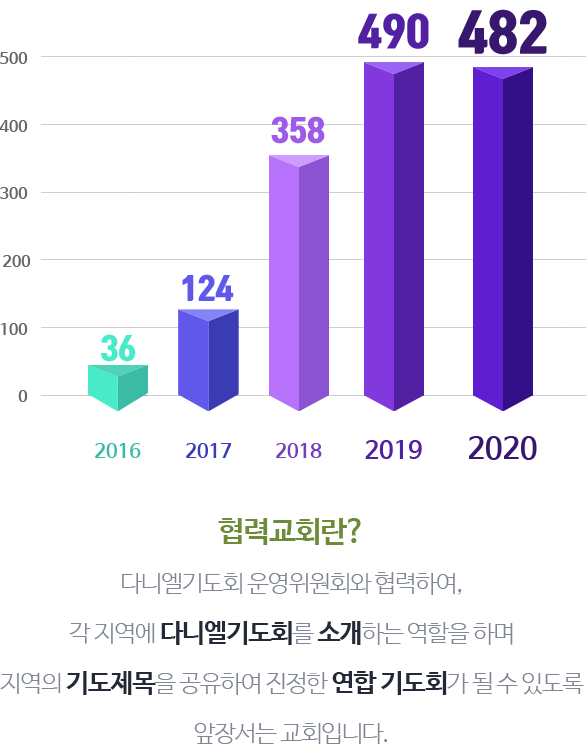 490
482
500
400
358
300
200
124
100
36
0
2016 2017 2018 2019 2020
협력교회란?
다니엘기도회 운영위원회와 협력하여,
각 지역에 다니엘기도회를 소개하는 역할을 하며
지역의 기도제목을 공유하여 진정한 연합 기도회가 될 수 있도록
앞장서는 교회입니다.